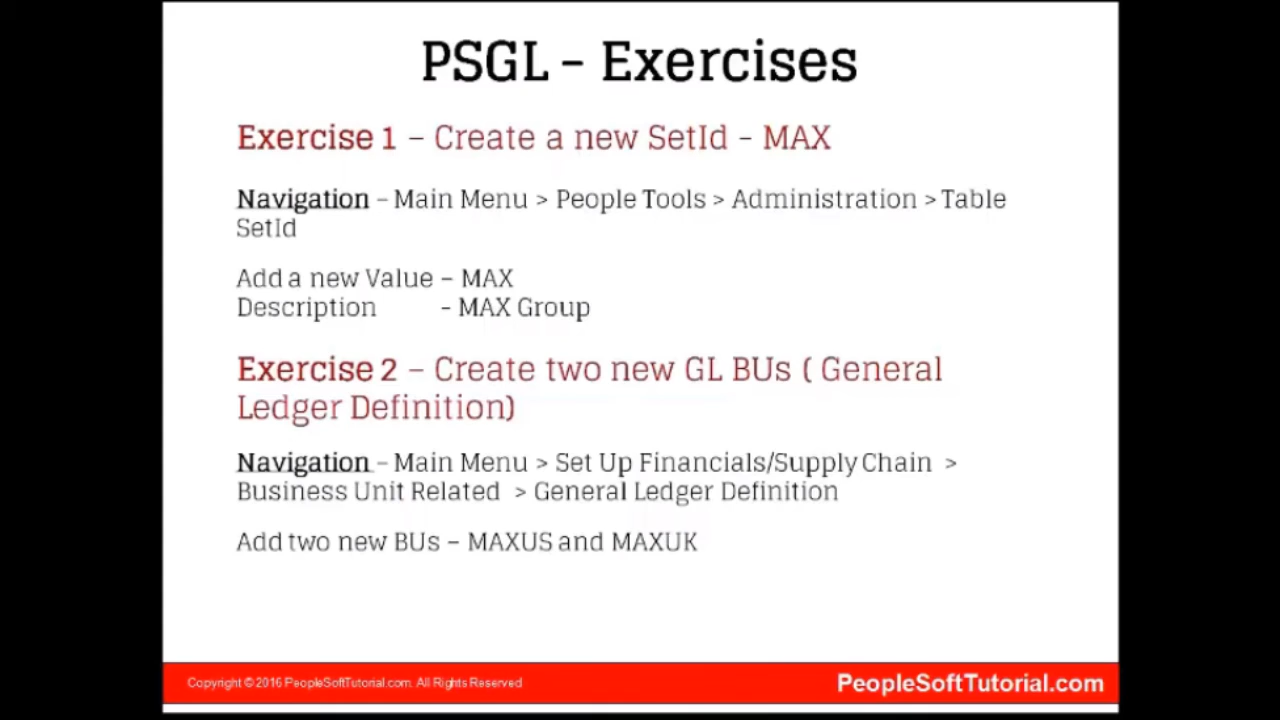 PSGL – Exercises
Exercise 1 – Create a new SetId – MAX
Navigation – Main Menu > People Tools > Administration > Table
SetId
Add a new Value – MAX
Description - MAX Group
Exercise 2 – Create two new GL BUs ( General
Ledger Definition)
Navigation – Main Menu > Set Up Financials/Supply Chain >
Business Unit Related > General Ledger Definition
Add two new BUs – MAXUS and MAXUK
Copyright © 2016 PeopleSoftTutorial.com. All Rights Reserved
PeopleSoftTutorial.com